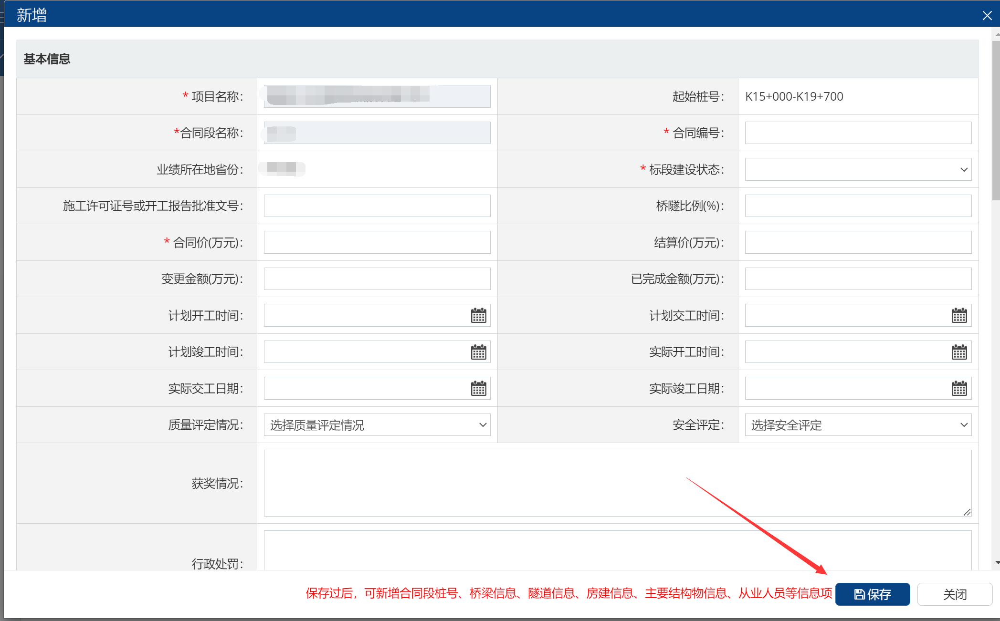 新增
基本信息
* 项目名称：
起始桩号： K15+000-K19+700
*合同段名称：
* 合同编号：
业绩所在地省份：
* 标段建设状态：
施工许可证号或开工报告批准文号：
桥隧比例(%)：
* 合同价(万元)：
结算价(万元)：
变更金额(万元)：
已完成金额(万元)：
计划开工时间：
计划交工时间：
计划竣工时间：
实际开工时间：
实际交工日期：
实际竣工日期：
质量评定情况： 选择质量评定情况
安全评定： 选择安全评定
获奖情况：
行政处罚：
保存过后，可新增合同段桩号、桥梁信息、隧道信息、房建信息、主要结构物信息、从业人员等信息项
保存
关闭